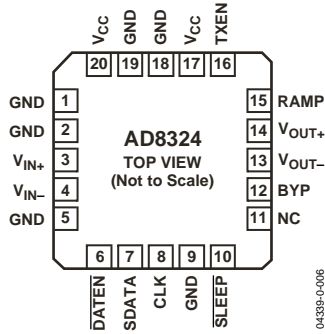 VCC GND GND VCC TXEN
20 19 18 17 16
GND 1
GND 2
VIN+ 3
VIN– 4
GND 5
AD8324
TOP VIEW
(Not to Scale)
15 RAMP
14 VOUT+
13 VOUT–
12 BYP
11 NC
6 7 8 9 10
DATEN SDATA CLK GND SLEEP
04339-0-006